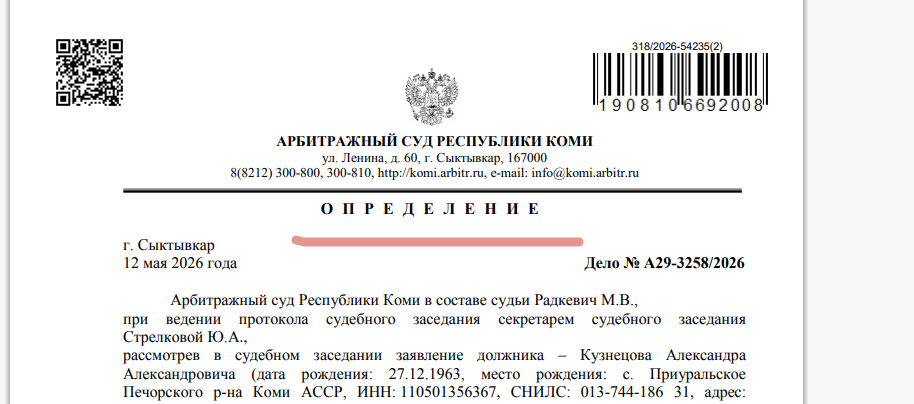 318/2026-54235(2)
1908106692008
АРБИТРАЖНЫЙ СУД РЕСПУБЛИКИ КОМИ
ул. Ленина, д. 60, г. Сыктывкар, 167000
8(8212) 300-800, 300-810, http://komi.arbitr.ru, e-mail: info@komi.arbitr.ru
О П Р Е Д Е Л Е Н И Е
г. Сыктывкар
12 мая 2026 года Дело № А29-3258/2026
Арбитражный суд Республики Коми в составе судьи Радкевич М.В.,
при ведении протокола судебного заседания секретарем судебного заседания
Стрелковой Ю.А.,
рассмотрев в судебном заседании заявление должника – Кузнецова Александра
Александровича (дата рождения: 27.12.1963, место рождения: с. Приуральское
Печорского р-на Коми АССР, ИНН: 110501356367, СНИЛС: 013-744-186 31, адрес: